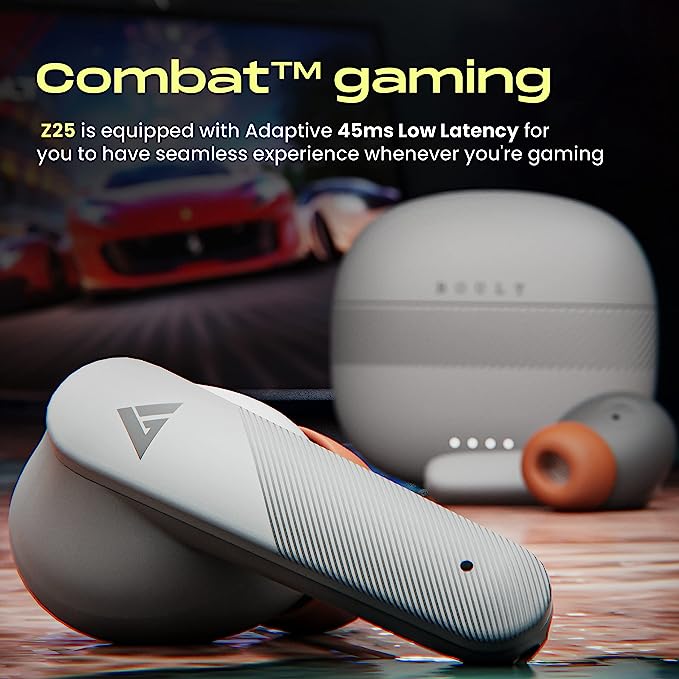 Combat™ gaming
Z25 is equipped with Adaptive 45ms Low Latency for
you to have seamless experience whenever you're gaming
BOULT